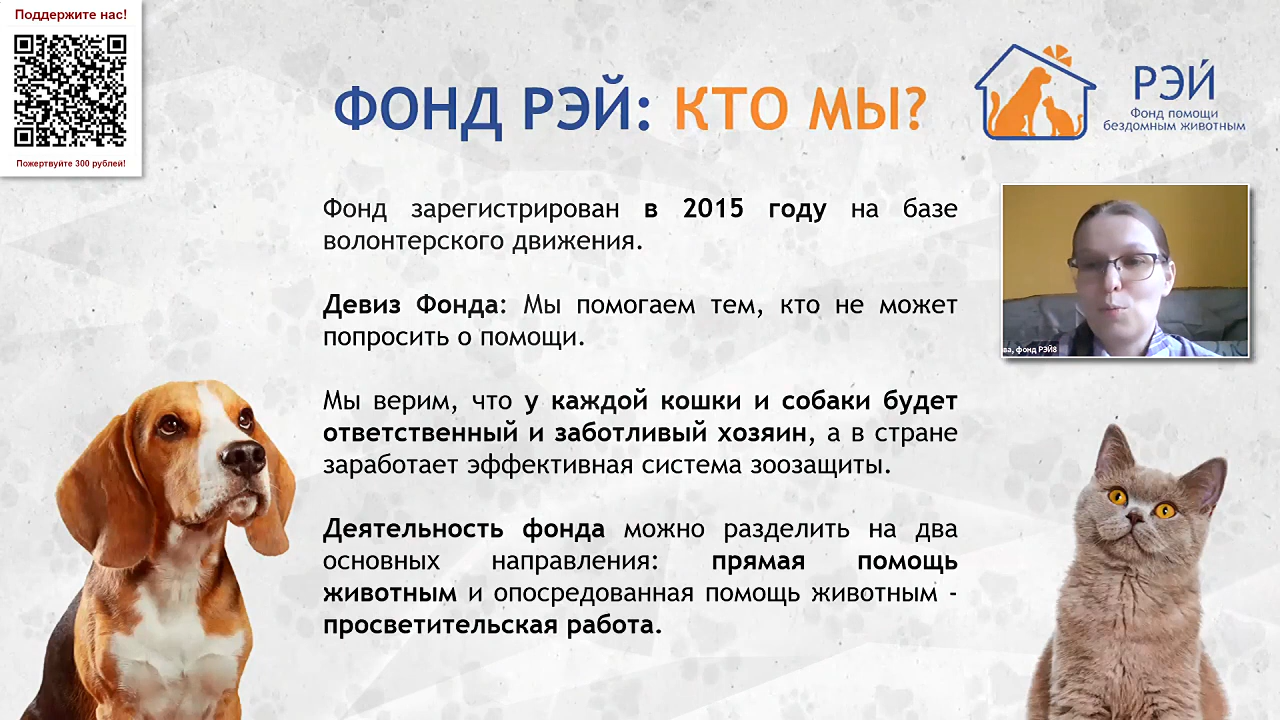 Поддержите нас!
Пожертвуйте 300 рублей!
ФОНД РЭЙ: КТО МЫ?
РЭЙ
Фонд помощи
бездомным животным
Фонд зарегистрирован в 2015 году на базе
волонтерского движения.
Девиз Фонда: Мы помогаем тем, кто не может
попросить о помощи.
Мы верим, что у каждой кошки и собаки будет
ответственный и заботливый хозяин, а в стране
заработает эффективная система зоозащиты.
Деятельность фонда можно разделить на два
основных направления: прямая помощь
животным и опосредованная помощь животным -
просветительская работа.
ва, фонд РЭЙ8